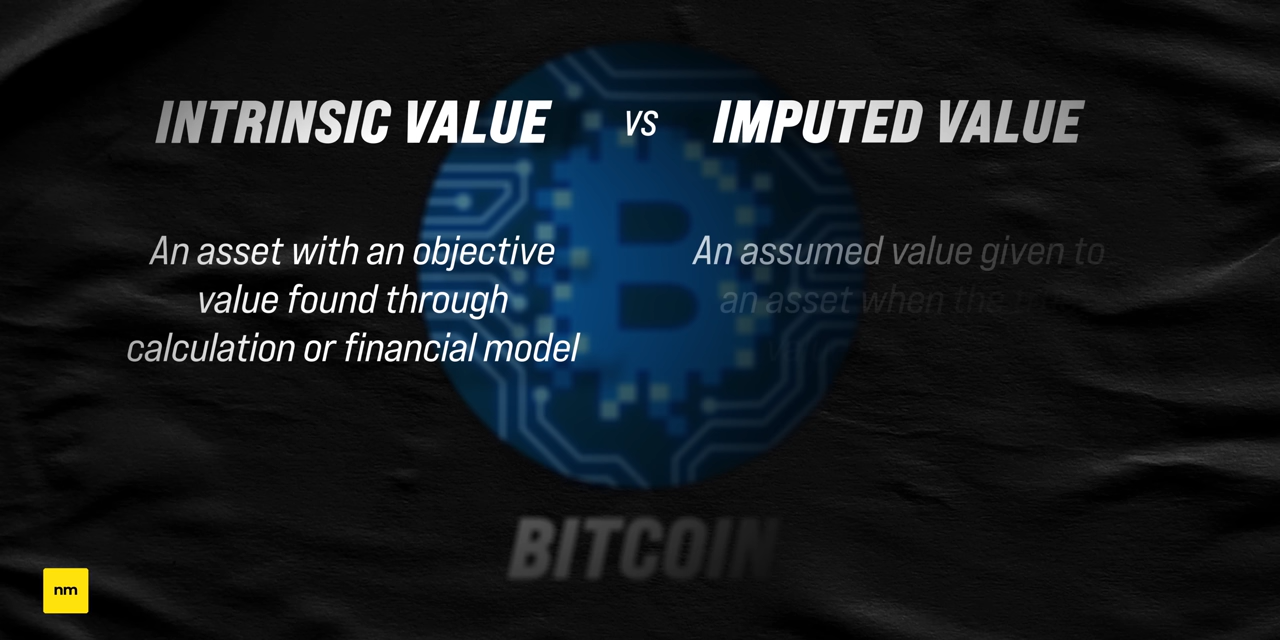 INTRINSIC VALUE vs IMPUTED VALUE
An asset with an objective
value found through
calculation or financial model
An assumed value given to
an asset when the
BITCOIN
nm